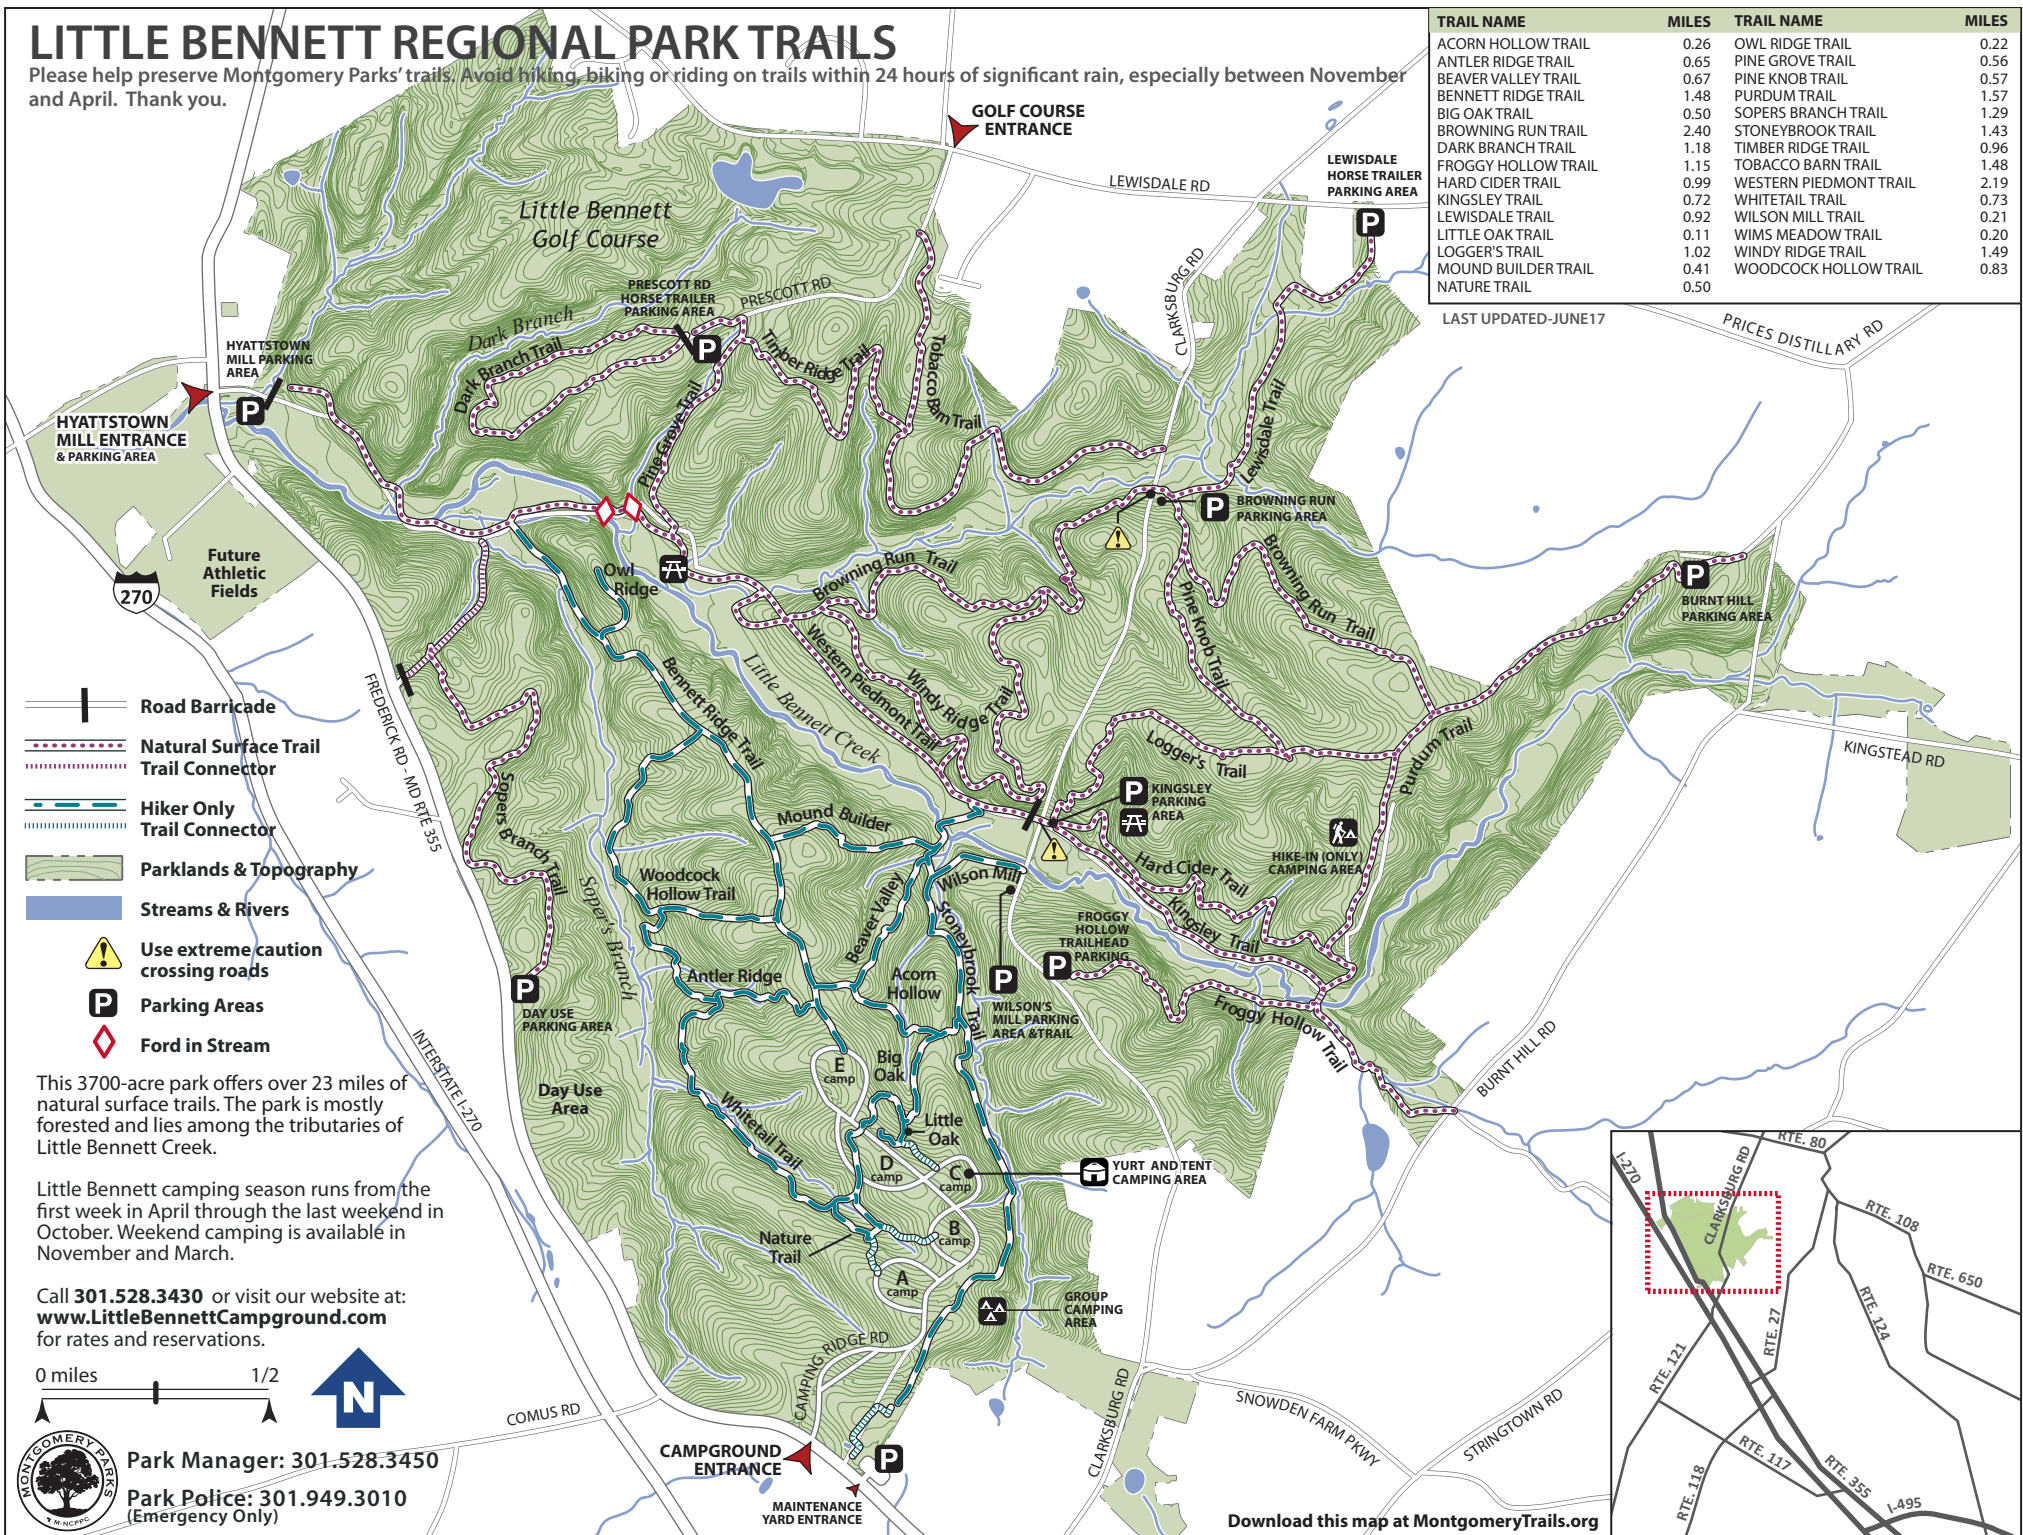 LITTLE BENNETT REGIONAL PARK TRAILS
Please help preserve Montgomery Parks' trails. Avoid hiking, biking or riding on trails within 24 hours of significant rain, especially between November
and April. Thank you.
TRAIL NAME MILES TRAIL NAME MILES
ACORN HOLLOW TRAIL 0.26 OWL RIDGE TRAIL 0.22
ANTLER RIDGE TRAIL 0.65 PINE GROVE TRAIL 0.56
BEAVER VALLEY TRAIL 0.67 PINE KNOB TRAIL 0.57
BENNETT RIDGE TRAIL 1.48 PURDUM TRAIL 1.57
BIG OAK TRAIL 0.50 SOPERS BRANCH TRAIL 1.29
BROWNING RUN TRAIL 2.40 STONEYBROOK TRAIL 1.43
DARK BRANCH TRAIL 1.18 TIMBER RIDGE TRAIL 0.96
FROGGY HOLLOW TRAIL 1.15 TOBACCO BARN TRAIL 1.48
HARD CIDER TRAIL 0.99 WESTERN PIEDMONT TRAIL 2.19
KINGSLEY TRAIL 0.72 WHITETAIL TRAIL 0.73
LEWISDALE TRAIL 0.92 WILSON MILL TRAIL 0.21
LITTLE OAK TRAIL 0.11 WIMS MEADOW TRAIL 0.20
LOGGER'S TRAIL 1.02 WINDY RIDGE TRAIL 1.49
MOUND BUILDER TRAIL 0.41 WOODCOCK HOLLOW TRAIL 0.83
NATURE TRAIL 0.50
LAST UPDATED-JUNE17
GOLF COURSE
ENTRANCE
LEWISDALE RD
LEWISDALE
HORSE TRAILER
PARKING AREA
P
CLARKSBURG RD
PRICES DISTILLARY RD
Little Bennett
Golf Course
PRESCOTT RD
HORSE TRAILER
PARKING AREA
P
PRESCOTT RD
Dark Branch
Dark Branch Trail
Timber Ridge Trail
Tobacco Barn Trail
Pine Grove Trail
HYATTSTOWN
MILL PARKING
AREA
P
HYATTSTOWN
MILL ENTRANCE
& PARKING AREA
Future
Athletic
Fields
270
Lewisdale Trail
P
BROWNING RUN
PARKING AREA
Browning Run Trail
Browning Run Trail
Pine Knob Trail
P
BURNT HILL
PARKING AREA
KINGSTEAD RD
Purdum Trail
Owl
Ridge
Bennett Ridge Trail
Little Bennett Creek
Western Piedmont Trail
Windy Ridge Trail
Logger's Trail
P
KINGSLEY
PARKING
AREA
HIKE-IN (ONLY)
CAMPING AREA
Hard Cider Trail
Kingsley Trail
Mound Builder
Woodcock
Hollow Trail
Wilson Mill
Beaver Valley
Stoneybrook Trail
FROGGY
HOLLOW
TRAILHEAD
PARKING
P
P
WILSON'S
MILL PARKING
AREA &TRAIL
Froggy Hollow Trail
BURNT HILL RD
Antler Ridge
Acorn
Hollow
Soper's Branch
Sopers Branch Trail
FREDERICK RD - MD RTE 355
P
DAY USE
PARKING AREA
Day Use
Area
INTERSTATE I-270
E
camp
Big
Oak
Little
Oak
Whitetail Trail
D
camp
C
camp
YURT AND TENT
CAMPING AREA
B
camp
Nature
Trail
A
camp
GROUP
CAMPING
AREA
CAMPING RIDGE RD
COMUS RD
CAMPGROUND
ENTRANCE
P
MAINTENANCE
YARD ENTRANCE
CLARKSBURG RD
SNOWDEN FARM PKWY
STRINGTOWN RD
Road Barricade
Natural Surface Trail
Trail Connector
Hiker Only
Trail Connector
Parklands & Topography
Streams & Rivers
Use extreme caution
crossing roads
P
Parking Areas
Ford in Stream
This 3700-acre park offers over 23 miles of
natural surface trails. The park is mostly
forested and lies among the tributaries of
Little Bennett Creek.
Little Bennett camping season runs from the
first week in April through the last weekend in
October. Weekend camping is available in
November and March.
Call 301.528.3430 or visit our website at:
www.LittleBennettCampground.com
for rates and reservations.
0 miles 1/2
N
MONTGOMERY PARKS
M-NCPPC
Park Manager: 301.528.3450
Park Police: 301.949.3010
(Emergency Only)
RTE. 80
I-270
CLARKSBURG RD
RTE. 108
RTE. 650
RTE. 27
RTE. 124
RTE. 121
RTE. 117
RTE. 118
RTE. 355
I-495
Download this map at MontgomeryTrails.org